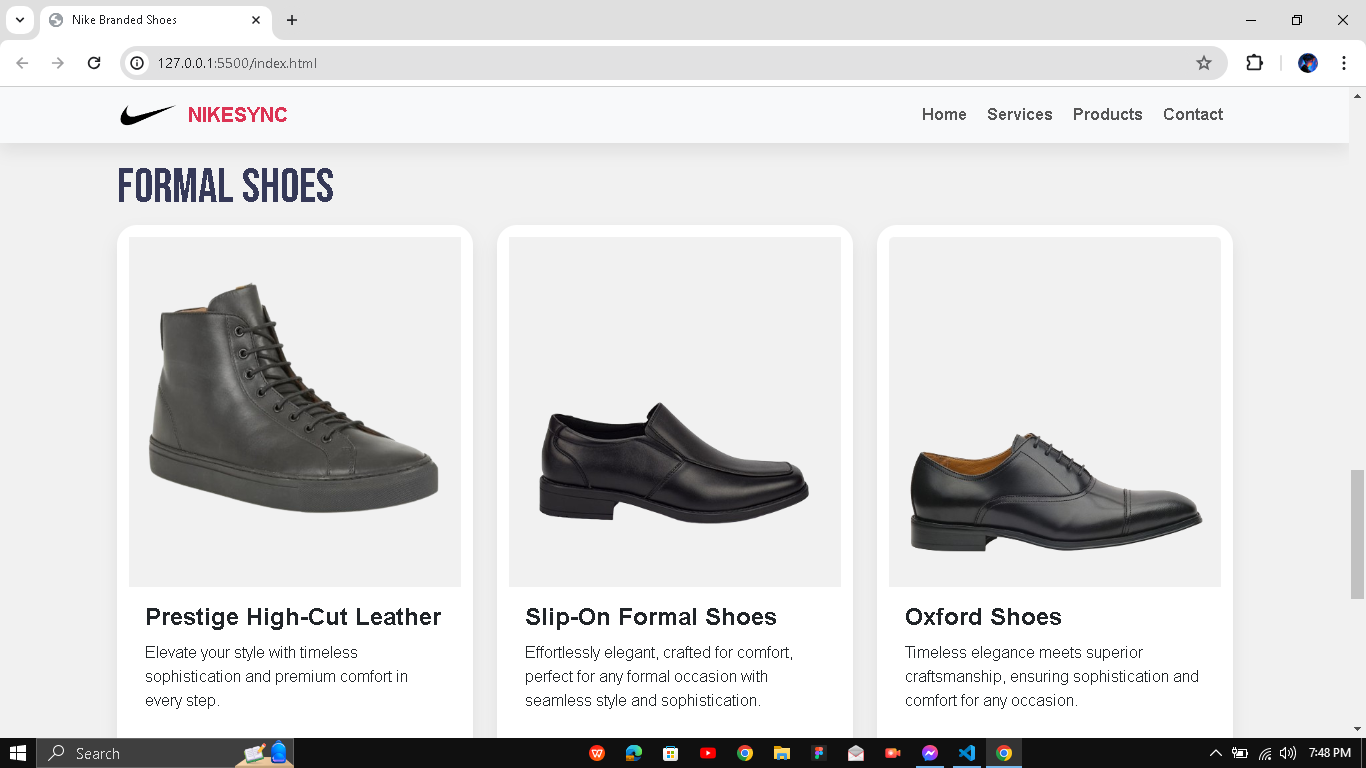 Nike Branded Shoes
127.0.0.1:5500/index.html
NIKESYNC
Home Services Products Contact
FORMAL SHOES
Prestige High-Cut Leather
Elevate your style with timeless
sophistication and premium comfort in
every step.
Slip-On Formal Shoes
Effortlessly elegant, crafted for comfort,
perfect for any formal occasion with
seamless style and sophistication.
Oxford Shoes
Timeless elegance meets superior
craftsmanship, ensuring sophistication and
comfort for any occasion.
Search
7:48 PM